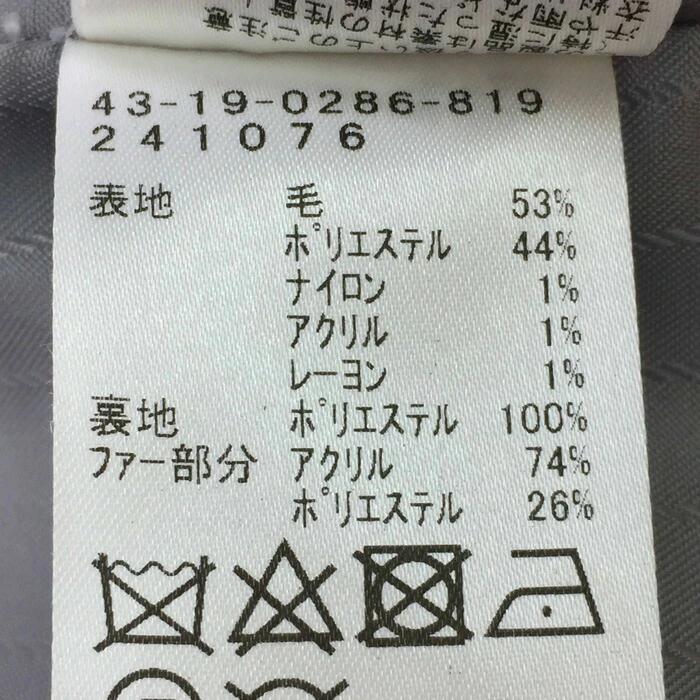 43-19-0286-819
241076
表地 毛 53%
ポリエステル 44%
ナイロン 1%
アクリル 1%
レーヨン 1%
裏地 ポリエステル 100%
ファー部分 アクリル 74%
ポリエステル 26%